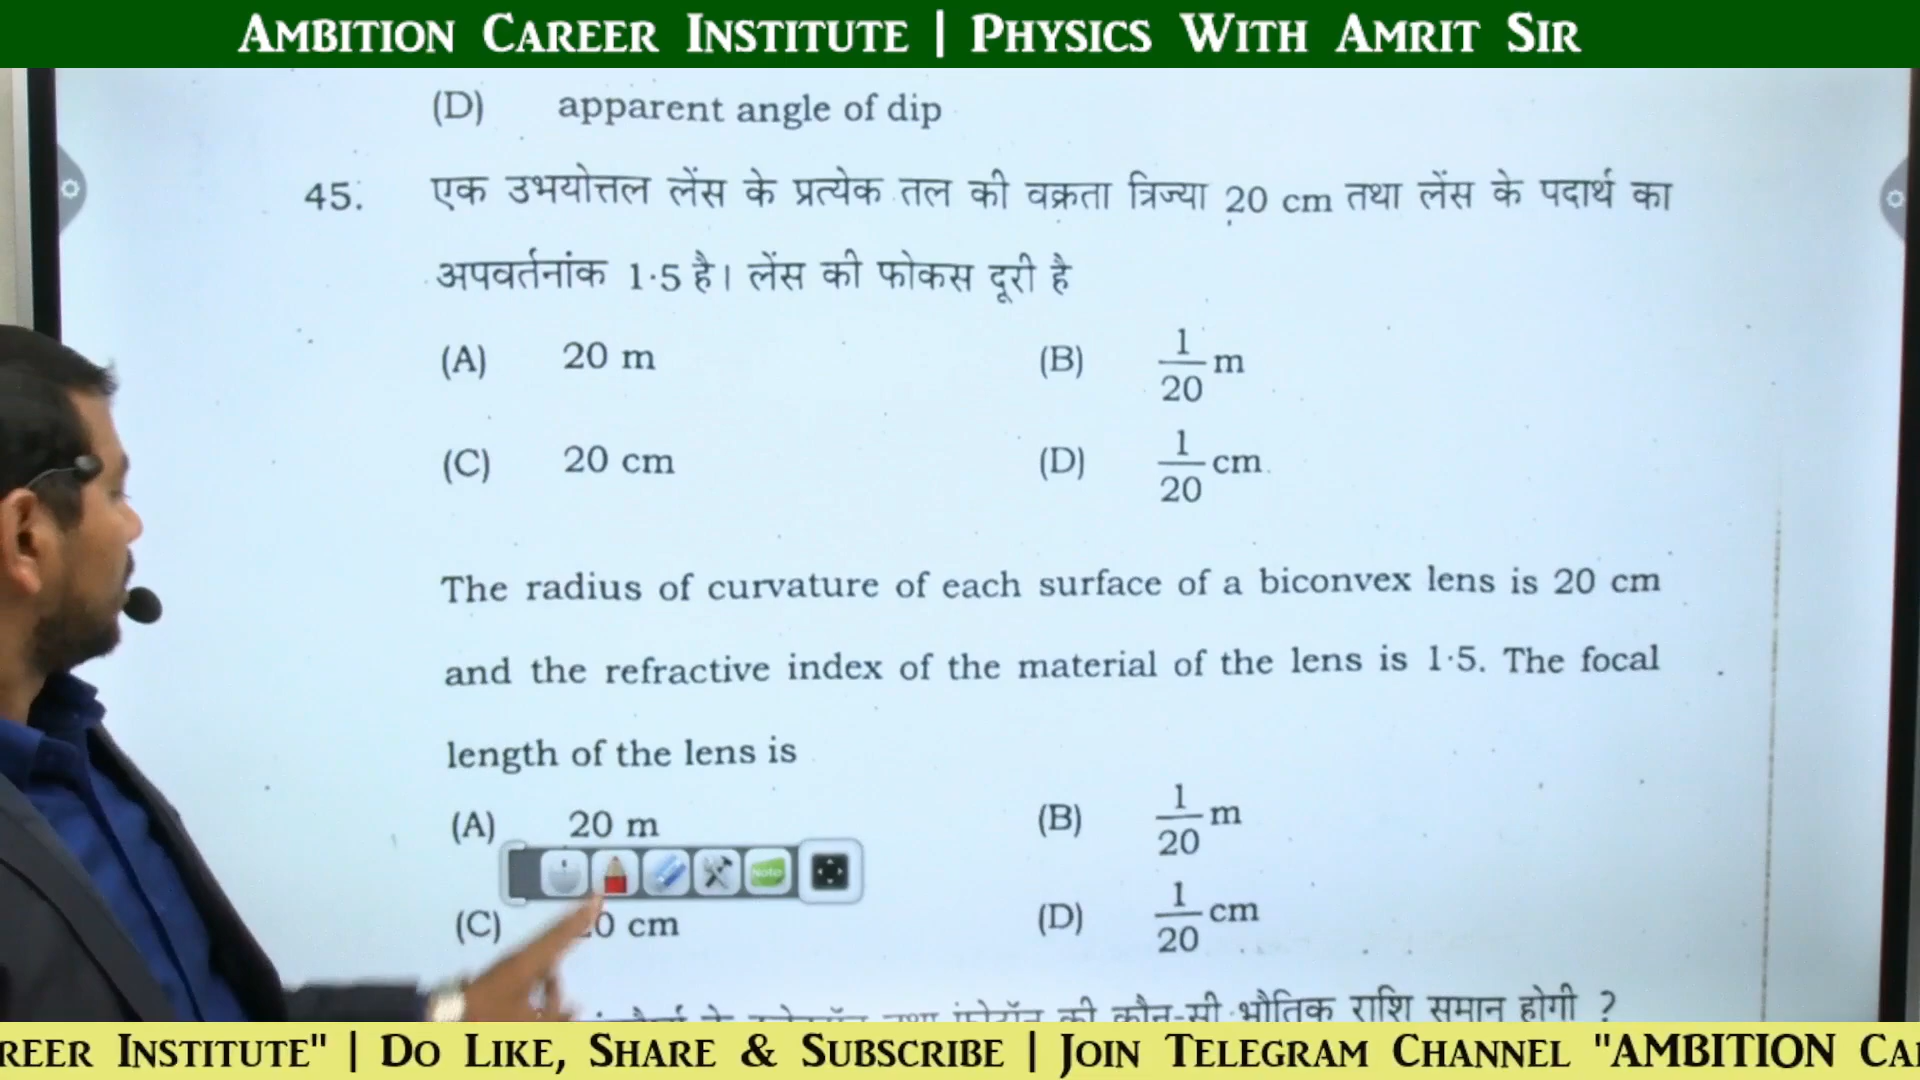 AMBITION CAREER INSTITUTE | PHYSICS WITH AMRIT SIR
(D) apparent angle of dip
45. एक उभयोत्तल लेंस के प्रत्येक तल की वक्रता त्रिज्या 20 cm तथा लेंस के पदार्थ का
अपवर्तनांक 1·5 है। लेंस की फोकस दूरी है
(A) 20 m (B) 1/20 m
(C) 20 cm (D) 1/20 cm
The radius of curvature of each surface of a biconvex lens is 20 cm
and the refractive index of the material of the lens is 1·5. The focal
length of the lens is
(A) 20 m (B) 1/20 m
Note
(C) 20 cm (D) 1/20 cm
की कौन-सी भौतिक राशि समान होगी ?
REER INSTITUTE" | DO LIKE, SHARE & SUBSCRIBE | JOIN TELEGRAM CHANNEL "AMBITION CA